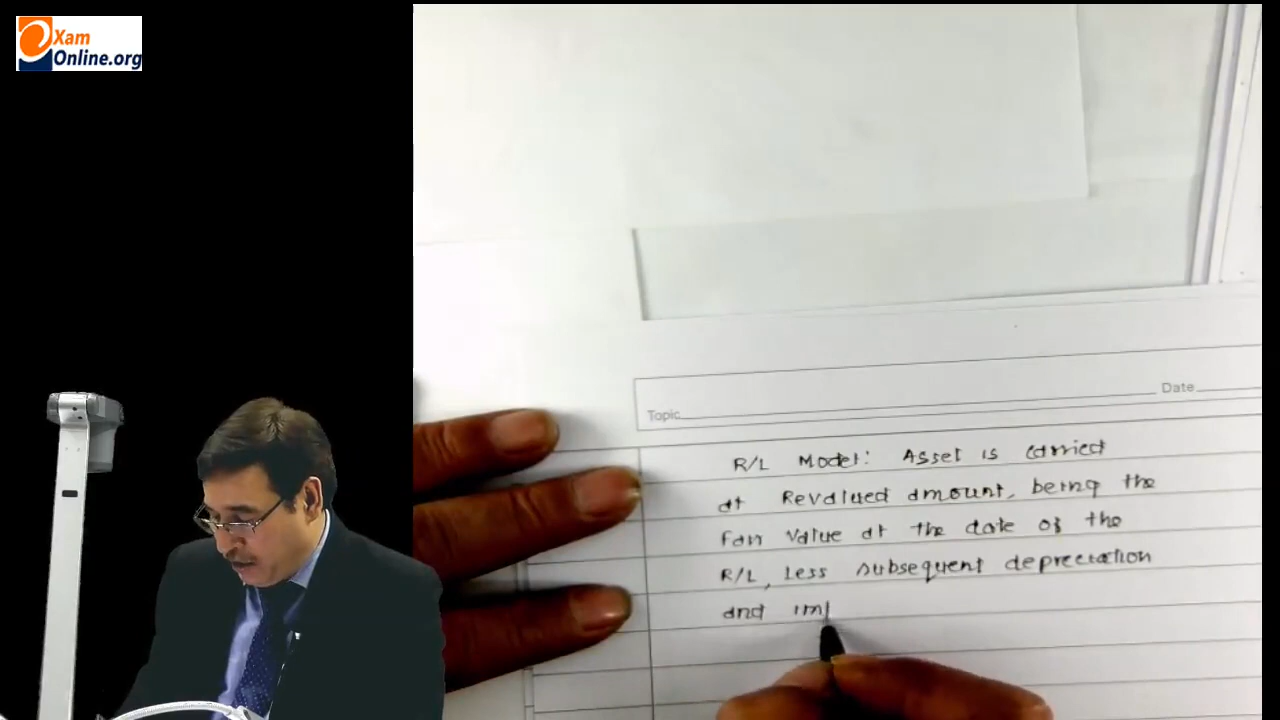 Xam
Online.org
Topic
Date
R/L Model: Asset is carried
at Revalued amount, being the
fair value at the date of the
R/L, less subsequent depreciation
and imp